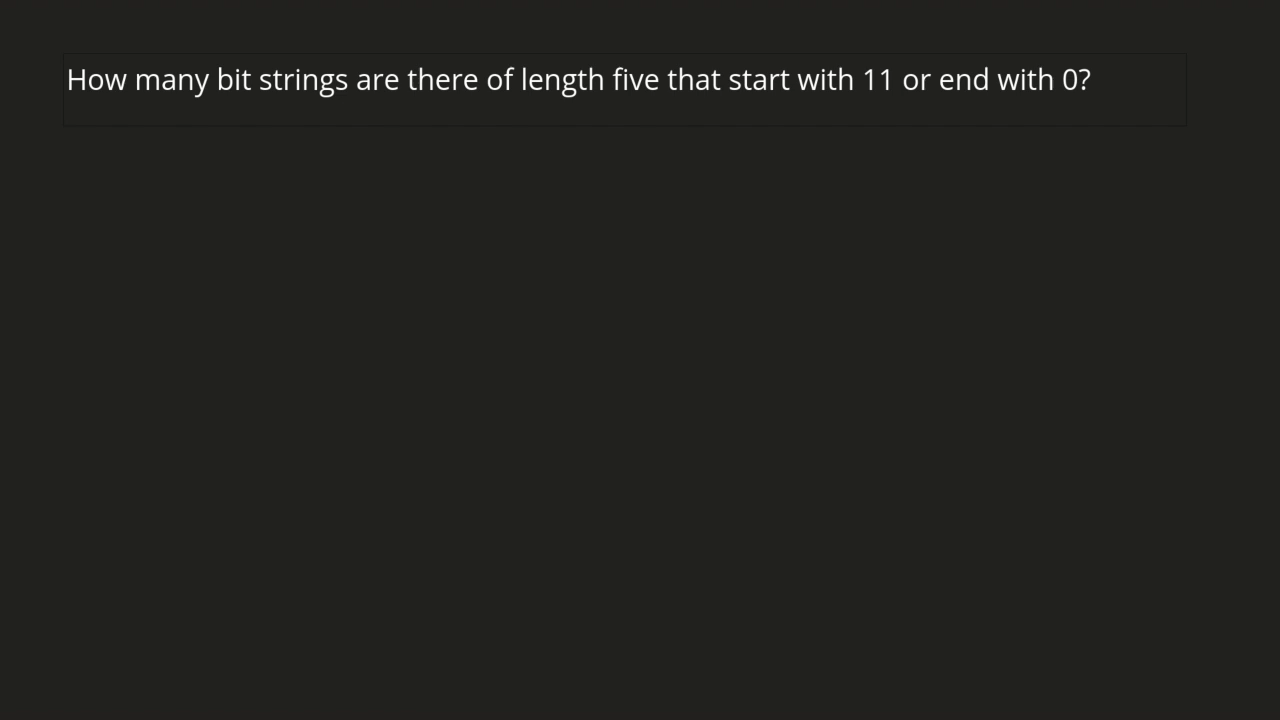 How many bit strings are there of length five that start with 11 or end with 0?